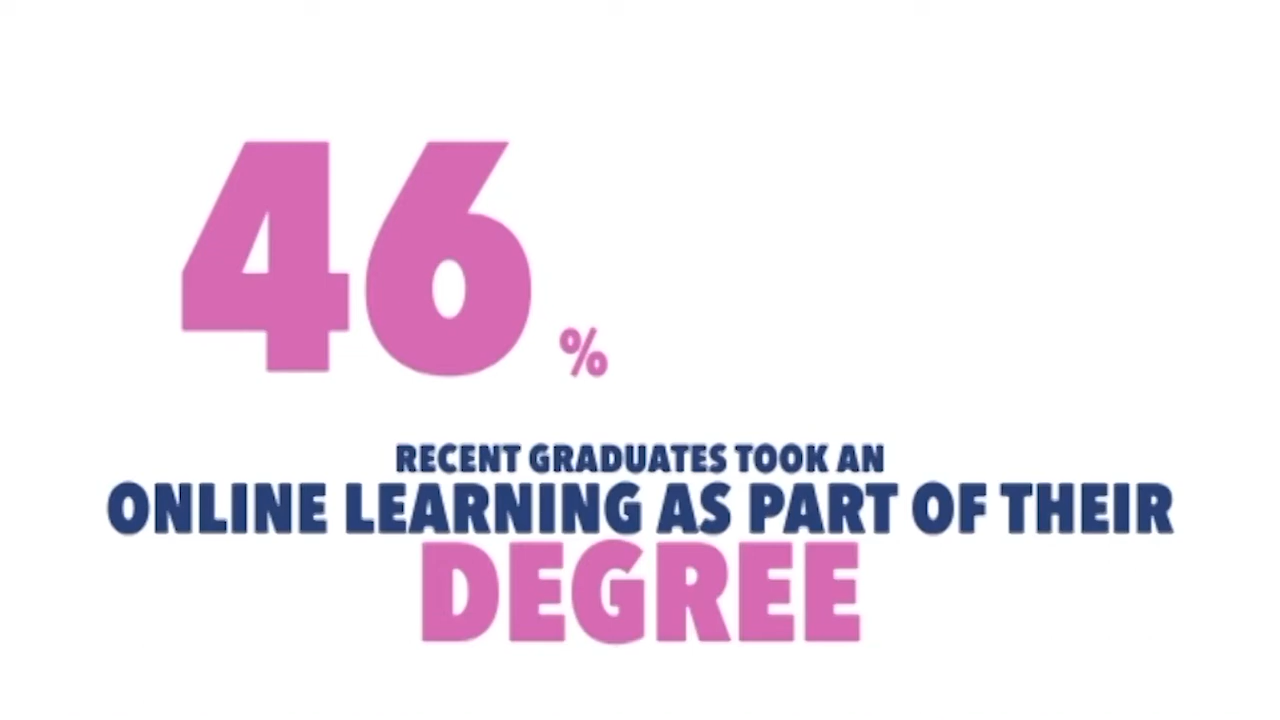 46 %
RECENT GRADUATES TOOK AN
ONLINE LEARNING AS PART OF THEIR
DEGREE